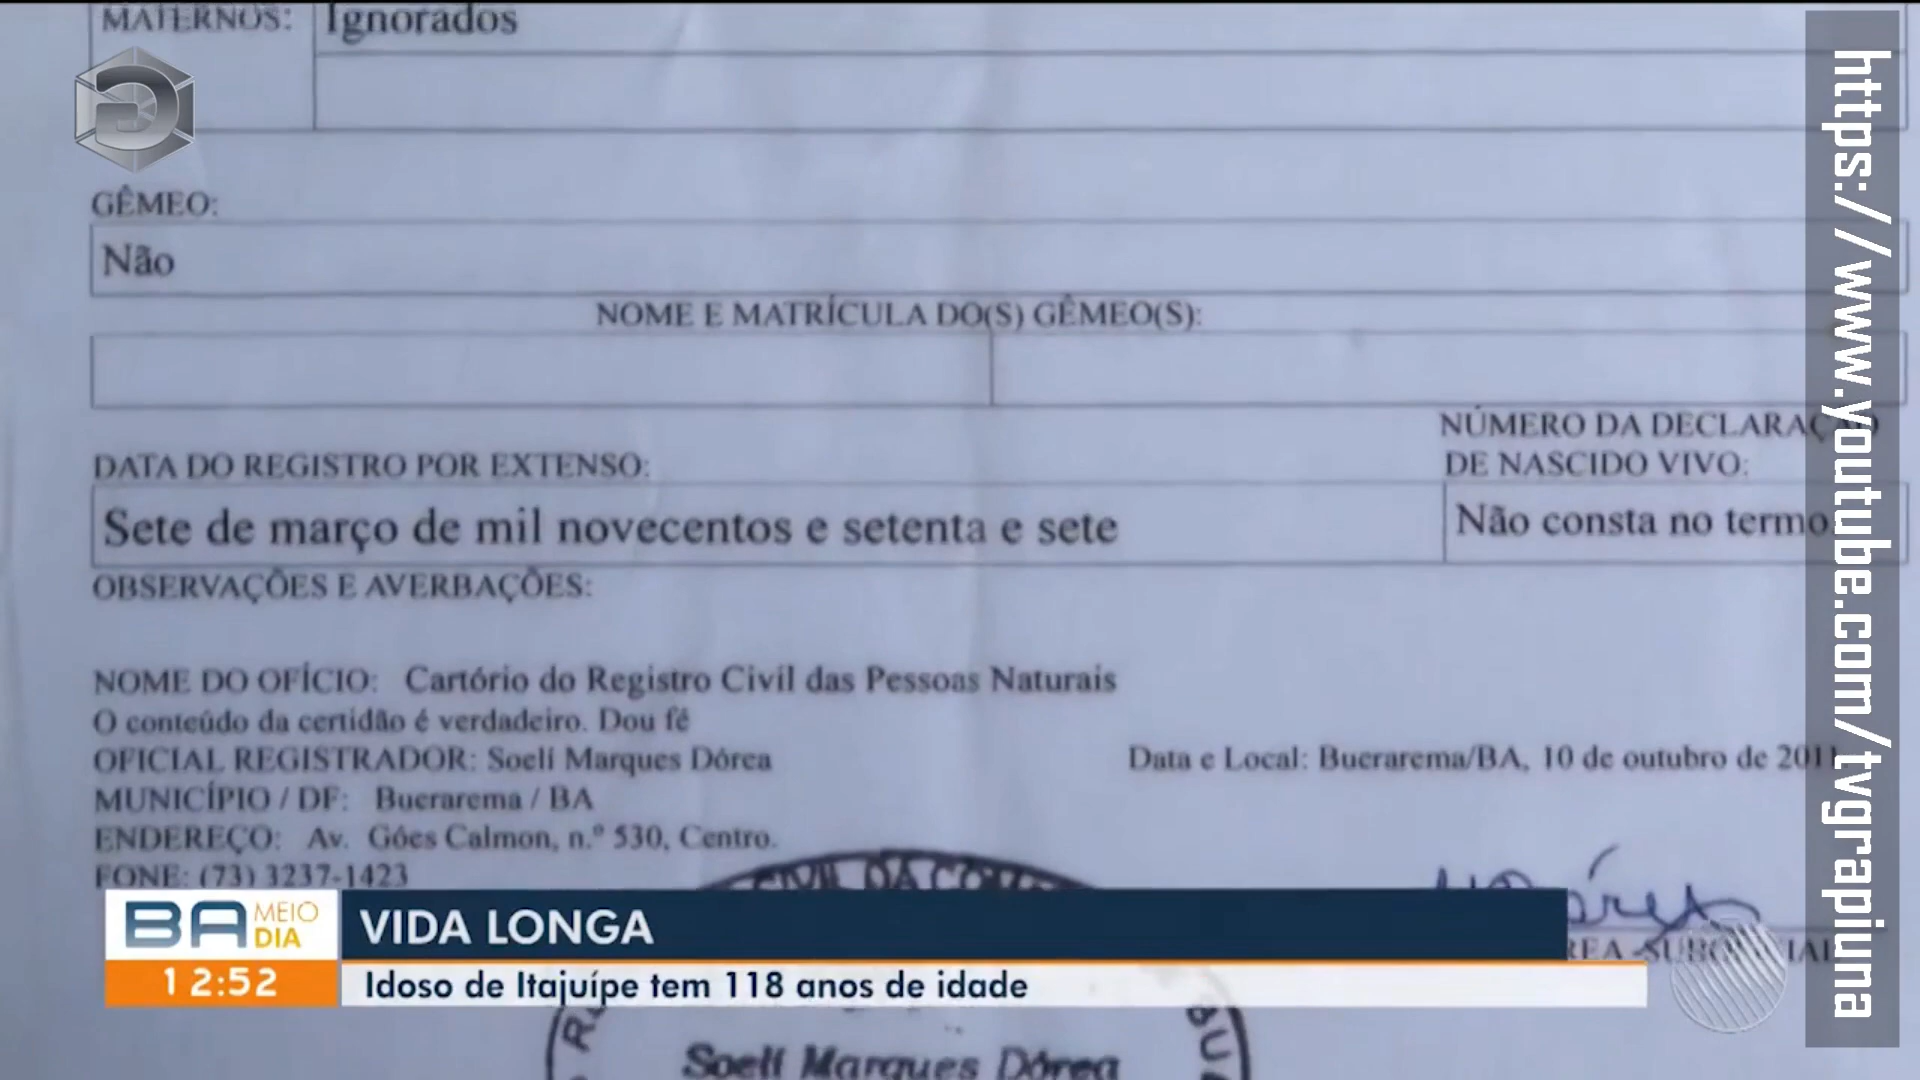 MATERNOS: Ignorados
GÊMEO:
Não
NOME E MATRÍCULA DO(S) GÊMEO(S):
DATA DO REGISTRO POR EXTENSO:
NÚMERO DA DECLARAÇÃO
DE NASCIDO VIVO:
Sete de março de mil novecentos e setenta e sete
Não consta no termo
OBSERVAÇÕES E AVERBAÇÕES:
NOME DO OFÍCIO: Cartório do Registro Civil das Pessoas Naturais
O conteúdo da certidão é verdadeiro. Dou fé
OFICIAL REGISTRADOR: Soelí Marques Dórea
Data e Local: Buerarema/BA, 10 de outubro de 2011
MUNICÍPIO / DF: Buerarema / BA
ENDEREÇO: Av. Góes Calmon, n.º 530, Centro.
FONE: (73) 3237-1423
BA MEIO DIA
12:52
VIDA LONGA
Idoso de Itajuípe tem 118 anos de idade
Soelí Marques Dórea
https://www.youtube.com/tvgrapiuna